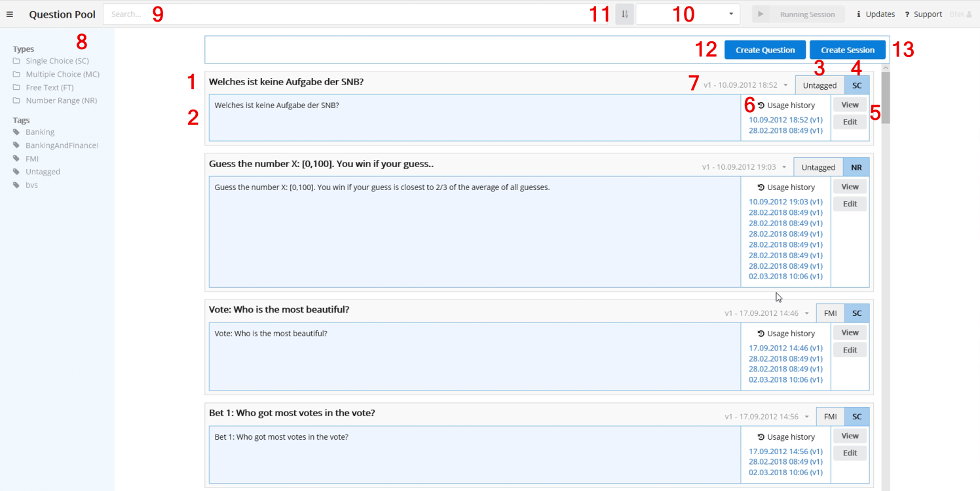 Question Pool Search... 9 11 10 Running Session Updates ? Support
8
Types
Single Choice (SC)
Multiple Choice (MC)
Free Text (FT)
Number Range (NR)
Tags
Banking
BankingAndFinance
FMI
Untagged
bvs
12 Create Question Create Session 13
3 4
1 Welches ist keine Aufgabe der SNB? 7 v1 - 10.09.2012 18:52 Untagged SC
2 Welches ist keine Aufgabe der SNB? 6 Usage history View 5
10.09.2012 18:52 (v1) Edit
28.02.2018 08:49 (v1)
Guess the number X: [0,100]. You win if your guess.. v1 - 10.09.2012 19:03 Untagged NR
Guess the number X: [0,100]. You win if your guess is closest to 2/3 of the average of all guesses. Usage history View
10.09.2012 19:03 (v1) Edit
28.02.2018 08:49 (v1)
28.02.2018 08:49 (v1)
28.02.2018 08:49 (v1)
28.02.2018 08:49 (v1)
28.02.2018 08:49 (v1)
28.02.2018 08:49 (v1)
02.03.2018 10:06 (v1)
Vote: Who is the most beautiful? v1 - 17.09.2012 14:46 FMI SC
Vote: Who is the most beautiful? Usage history View
17.09.2012 14:46 (v1) Edit
28.02.2018 08:49 (v1)
28.02.2018 08:49 (v1)
02.03.2018 10:06 (v1)
Bet 1: Who got most votes in the vote? v1 - 17.09.2012 14:56 FMI SC
Bet 1: Who got most votes in the vote? Usage history View
17.09.2012 14:56 (v1) Edit
28.02.2018 08:49 (v1)
02.03.2018 10:06 (v1)